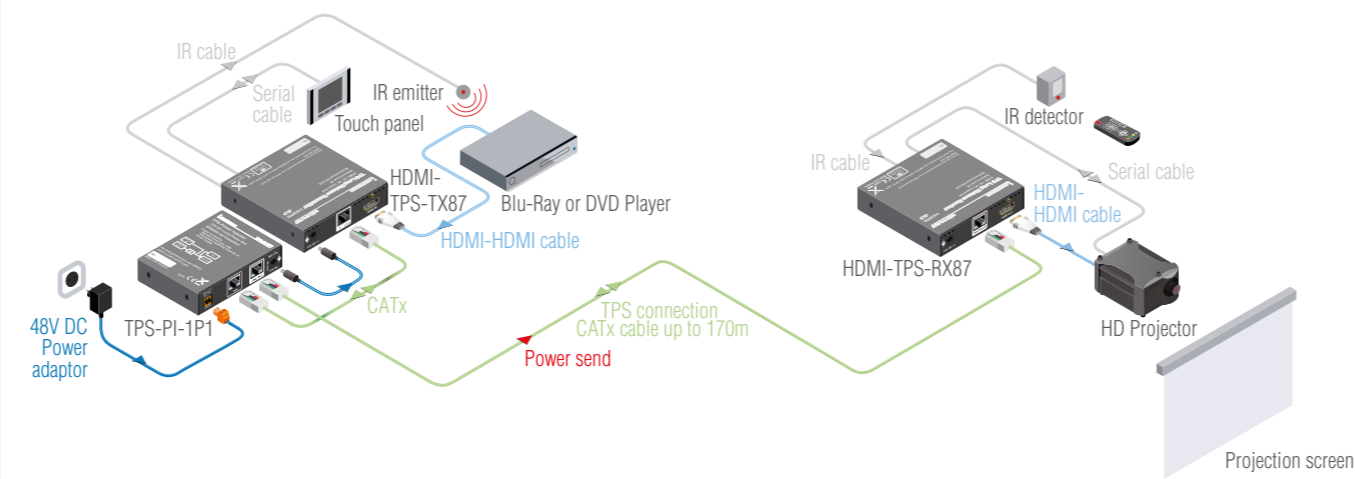 IR cable
Serial
cable
IR emitter
Touch panel
HDMI-
TPS-TX87
Blu-Ray or DVD Player
HDMI-HDMI cable
CATx
TPS-PI-1P1
48V DC
Power
adaptor
TPS connection
CATx cable up to 170m
Power send
IR detector
IR cable
Serial cable
HDMI-
HDMI cable
HDMI-TPS-RX87
HD Projector
Projection screen